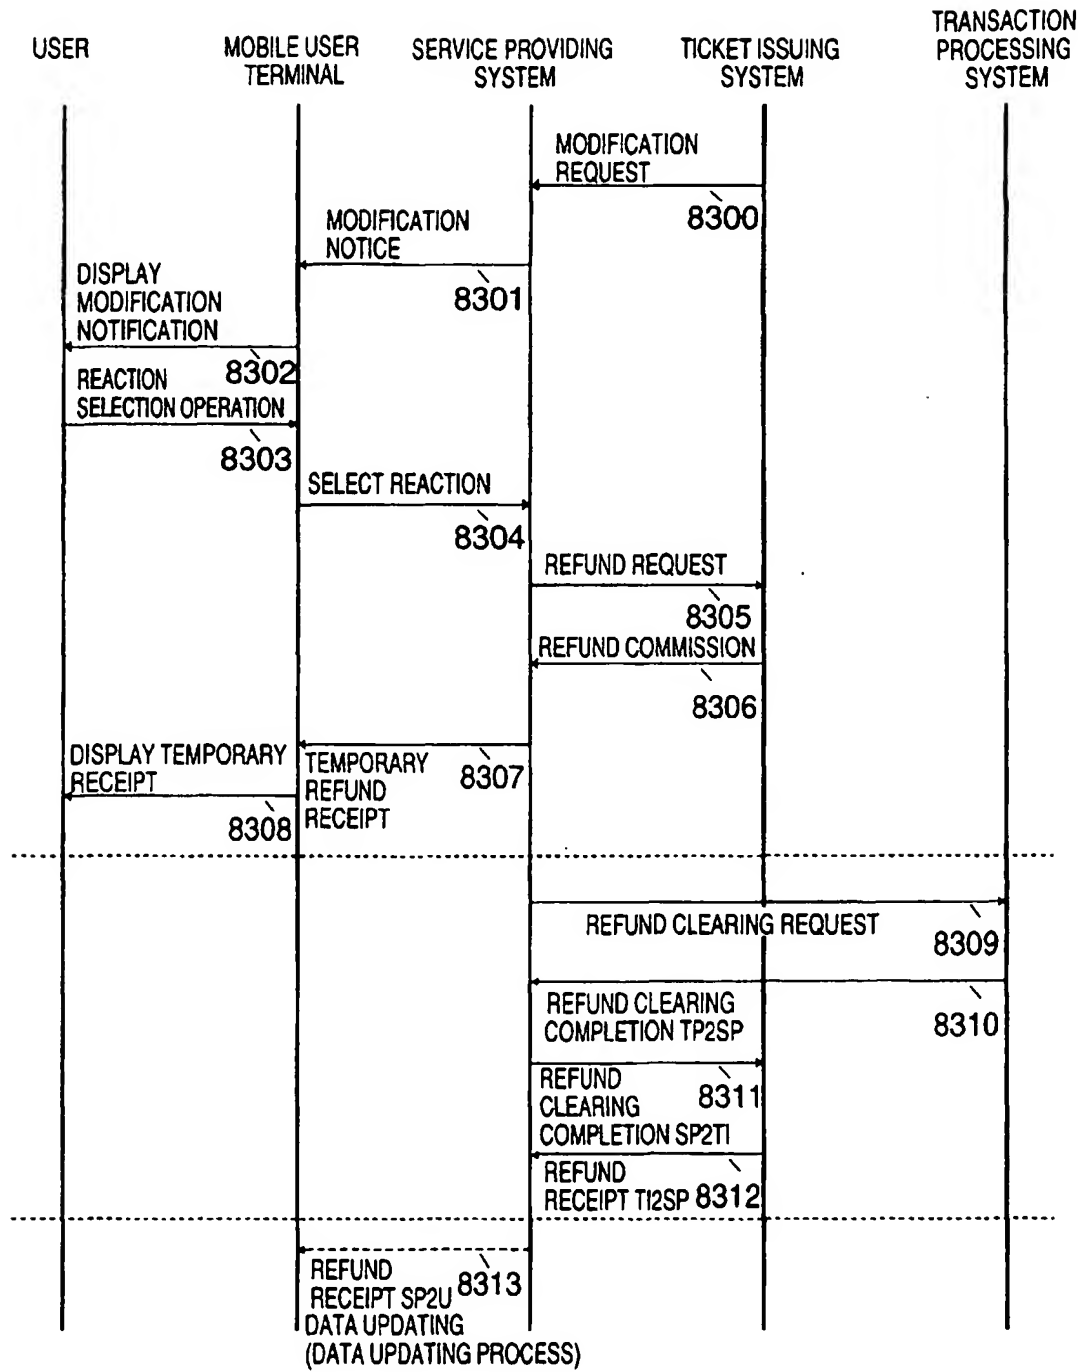 USER
MOBILE USER
TERMINAL
SERVICE PROVIDING
SYSTEM
TICKET ISSUING
SYSTEM
TRANSACTION
PROCESSING
SYSTEM
MODIFICATION
REQUEST
8300
MODIFICATION
NOTICE
8301
DISPLAY
MODIFICATION
NOTIFICATION
8302
REACTION
SELECTION OPERATION
8303
SELECT REACTION
8304
REFUND REQUEST
8305
REFUND COMMISSION
8306
TEMPORARY
REFUND
RECEIPT
8307
DISPLAY TEMPORARY
RECEIPT
8308
REFUND CLEARING REQUEST
8309
REFUND CLEARING
COMPLETION TP2SP
8310
REFUND
CLEARING
COMPLETION SP2TI
8311
REFUND
RECEIPT TI2SP
8312
REFUND
RECEIPT SP2U
8313
DATA UPDATING
(DATA UPDATING PROCESS)